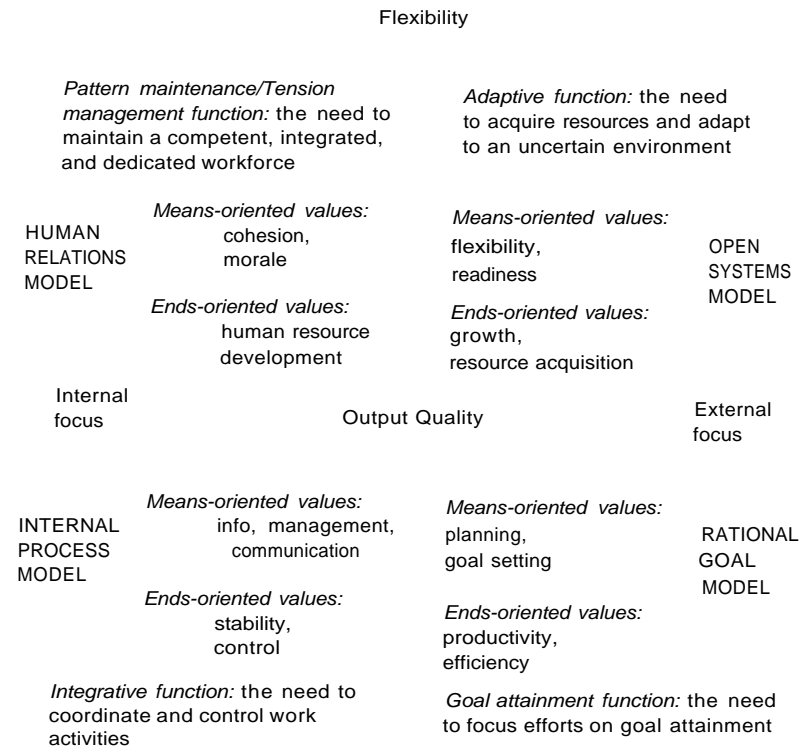 Flexibility
Pattern maintenance/Tension
management function: the need to
maintain a competent, integrated,
and dedicated workforce
Adaptive function: the need
to acquire resources and adapt
to an uncertain environment
HUMAN
RELATIONS
MODEL
Means-oriented values:
cohesion,
morale
Ends-oriented values:
human resource
development
Means-oriented values:
flexibility,
readiness
Ends-oriented values:
growth,
resource acquisition
OPEN
SYSTEMS
MODEL
Internal
focus
Output Quality
External
focus
INTERNAL
PROCESS
MODEL
Means-oriented values:
info, management,
communication
Ends-oriented values:
stability,
control
Means-oriented values:
planning,
goal setting
Ends-oriented values:
productivity,
efficiency
RATIONAL
GOAL
MODEL
Integrative function: the need to
coordinate and control work
activities
Goal attainment function: the need
to focus efforts on goal attainment